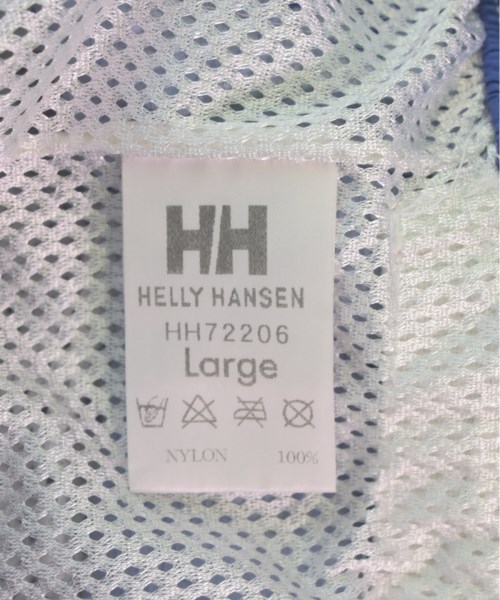 HH
HELLY HANSEN
HH72206
Large
NYLON 100%